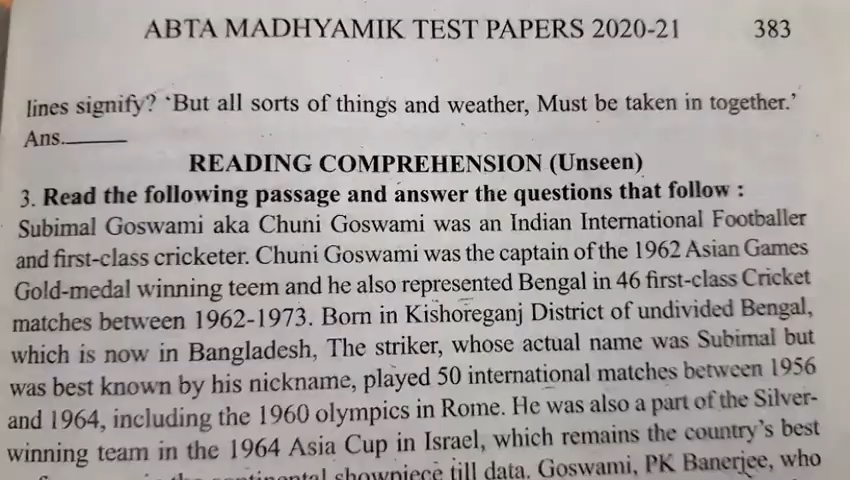 ABTA MADHYAMIK TEST PAPERS 2020-21 383
lines signify? 'But all sorts of things and weather, Must be taken in together.'
Ans.______
READING COMPREHENSION (Unseen)
3. Read the following passage and answer the questions that follow :
Subimal Goswami aka Chuni Goswami was an Indian International Footballer
and first-class cricketer. Chuni Goswami was the captain of the 1962 Asian Games
Gold-medal winning teem and he also represented Bengal in 46 first-class Cricket
matches between 1962-1973. Born in Kishoreganj District of undivided Bengal,
which is now in Bangladesh, The striker, whose actual name was Subimal but
was best known by his nickname, played 50 international matches between 1956
and 1964, including the 1960 olympics in Rome. He was also a part of the Silver-
winning team in the 1964 Asia Cup in Israel, which remains the country's best
showpiece till data. Goswami, PK Banerjee, who